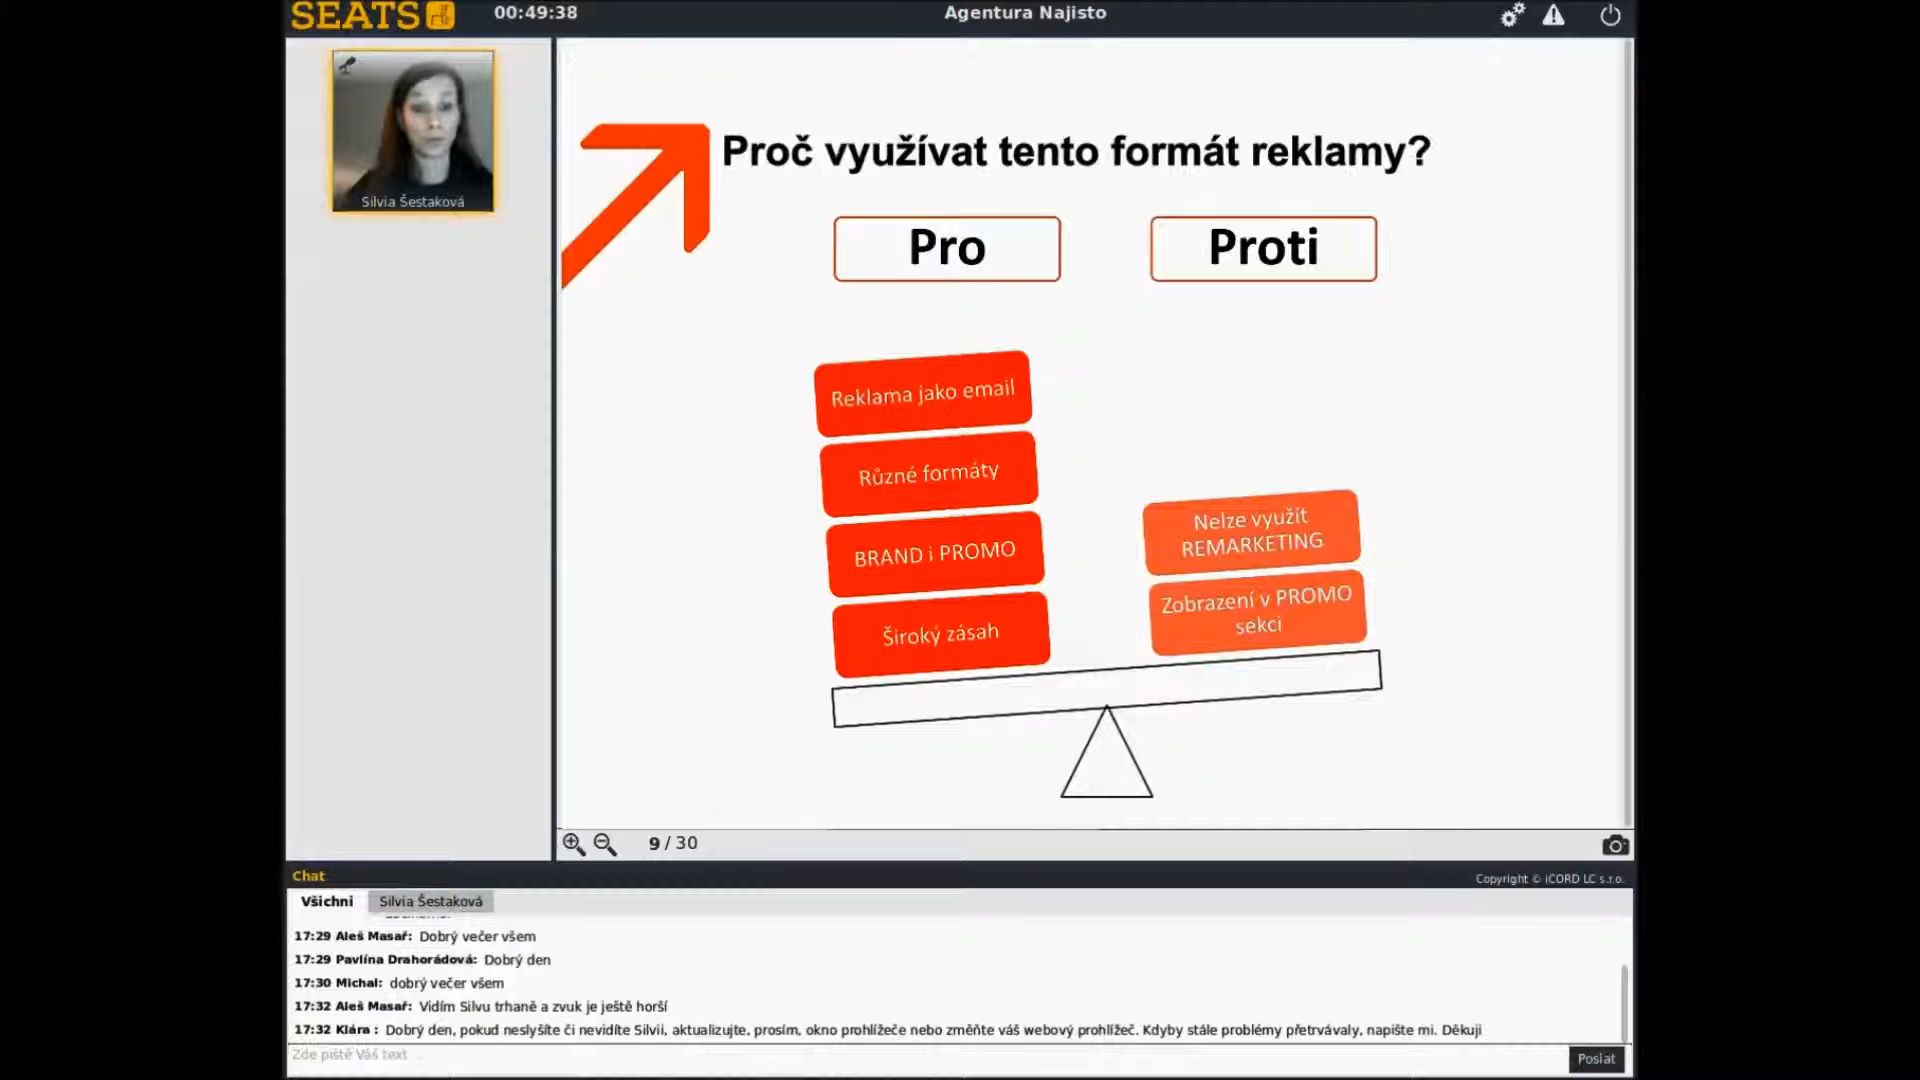 SEATS
00:49:38
Agentura Najisto
Silvia Šestaková
Proč využívat tento formát reklamy?
Pro
Proti
Reklama jako email
Různé formáty
BRAND i PROMO
Široký zásah
Nelze využít
REMARKETING
Zobrazení v PROMO
sekci
9 / 30
Chat
Copyright © iCORD LC s.r.o.
Všichni
Silvia Šestaková
17:29 Aleš Masař: Dobrý večer všem
17:29 Pavlína Drahorádová: Dobrý den
17:30 Michal: dobrý večer všem
17:32 Aleš Masař: Vidím Silvu trhaně a zvuk je ještě horší
17:32 Klára : Dobrý den, pokud neslyšíte či nevidíte Silvii, aktualizujte, prosím, okno prohlížeče nebo změňte váš webový prohlížeč. Kdyby stále problémy přetrvávaly, napište mi. Děkuji
Zde piště Váš text ...
Poslat